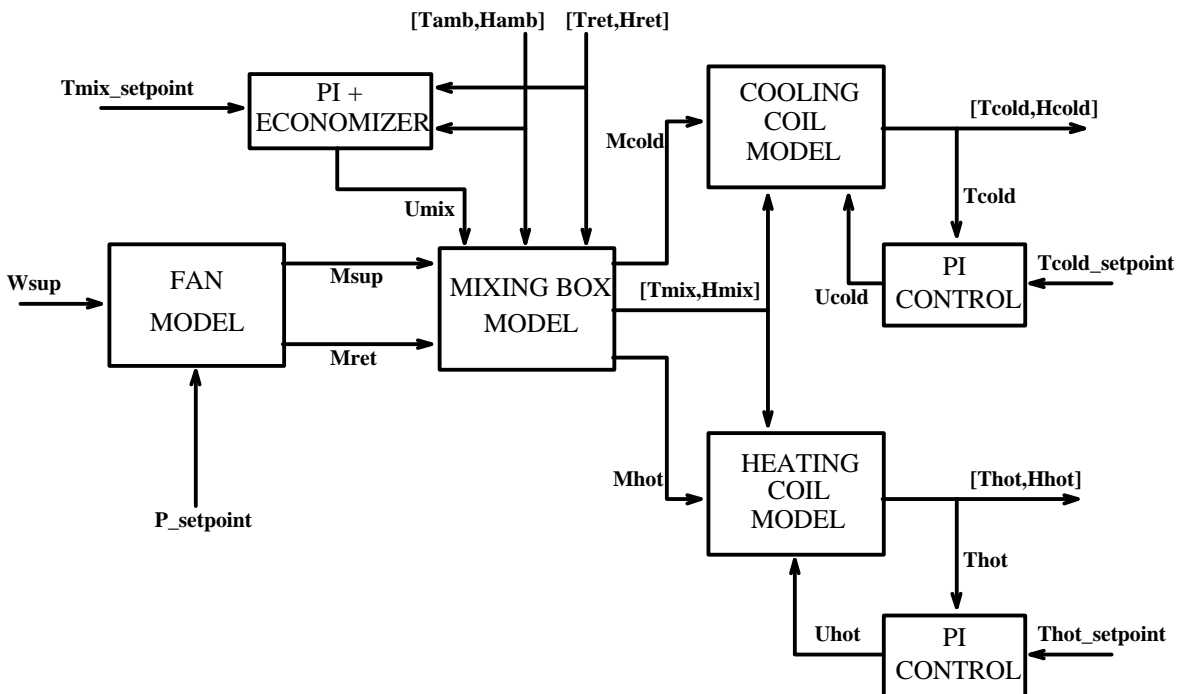 [Tamb,Hamb]
[Tret,Hret]
Tmix_setpoint
PI +
ECONOMIZER
COOLING
COIL
MODEL
[Tcold,Hcold]
Mcold
Umix
Tcold
Wsup
FAN
MODEL
Msup
Mret
MIXING BOX
MODEL
[Tmix,Hmix]
Ucold
PI
CONTROL
Tcold_setpoint
P_setpoint
Mhot
HEATING
COIL
MODEL
[Thot,Hhot]
Thot
Uhot
PI
CONTROL
Thot_setpoint